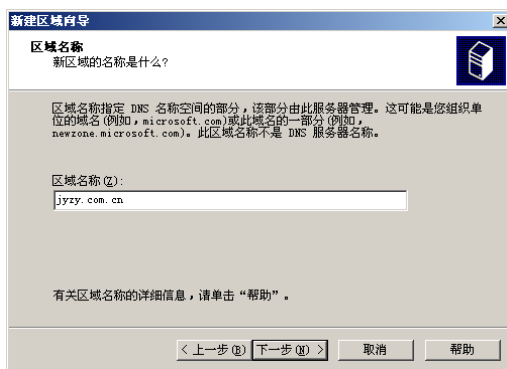 新建区域向导
区域名称
新区域的名称是什么?
区域名称指定 DNS 名称空间的部分，该部分由此服务器管理。这可能是您组织单
位的域名(例如，microsoft.com)或此域名的一部分(例如，
newzone.microsoft.com)。此区域名称不是 DNS 服务器名称。
区域名称(Z):
jyzy.com.cn
有关区域名称的详细信息，请单击“帮助”。
< 上一步(B) 下一步(N) > 取消 帮助